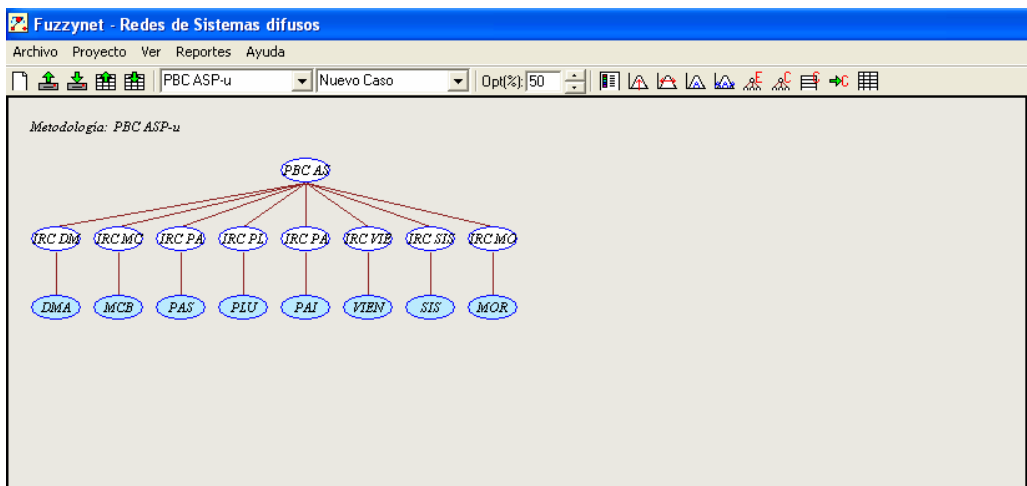 Fuzzynet - Redes de Sistemas difusos
Archivo Proyecto Ver Reportes Ayuda
PBC ASP-u Nuevo Caso Opt(%): 50
Metodología: PBC ASP-u
PBC AS
IRC DM IRC MC IRC PA IRC PL IRC PA IRC VIE IRC SIS IRC MO
DMA MCB PAS PLU PAI VIEN SIS MOR